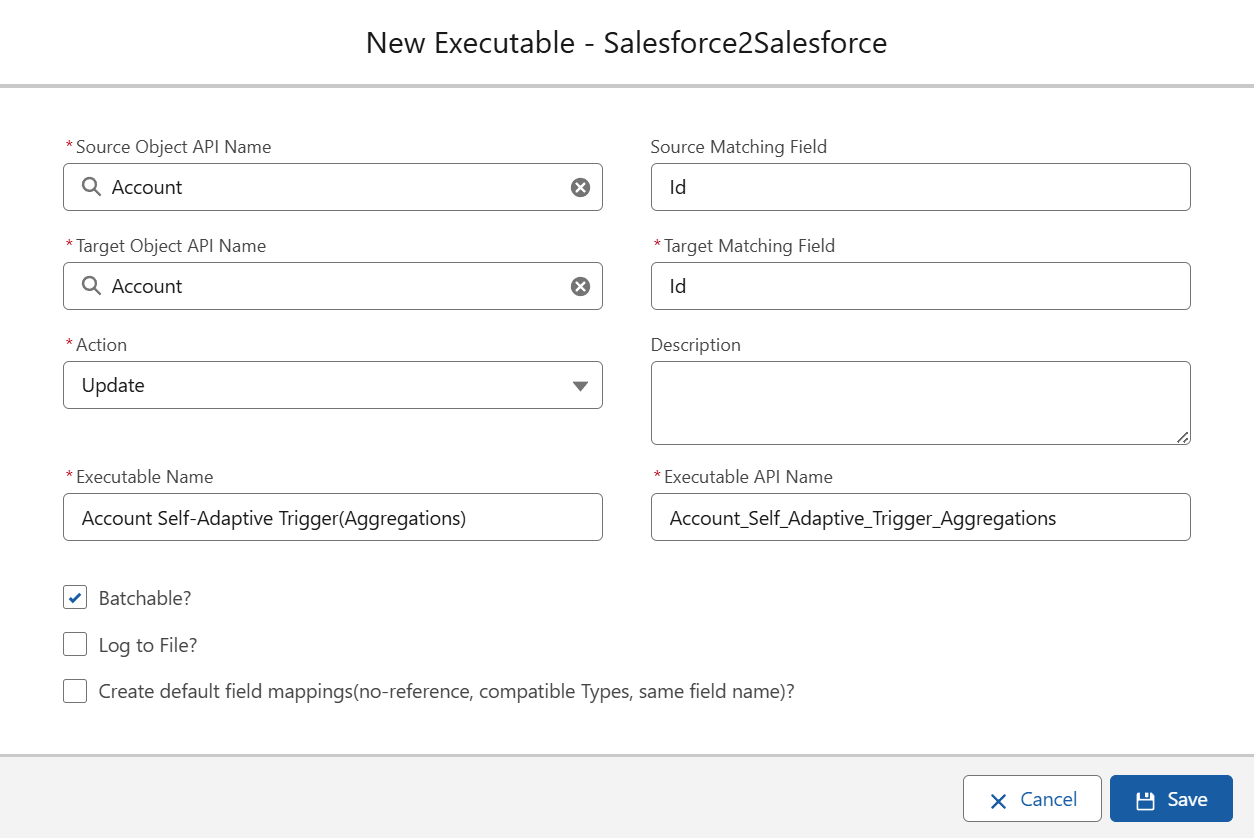 New Executable - Salesforce2Salesforce
*Source Object API Name
Source Matching Field
Account
Id
*Target Object API Name
*Target Matching Field
Account
Id
*Action
Description
Update
*Executable Name
*Executable API Name
Account Self-Adaptive Trigger(Aggregations)
Account_Self_Adaptive_Trigger_Aggregations
Batchable?
Log to File?
Create default field mappings(no-reference, compatible Types, same field name)?
Cancel
Save